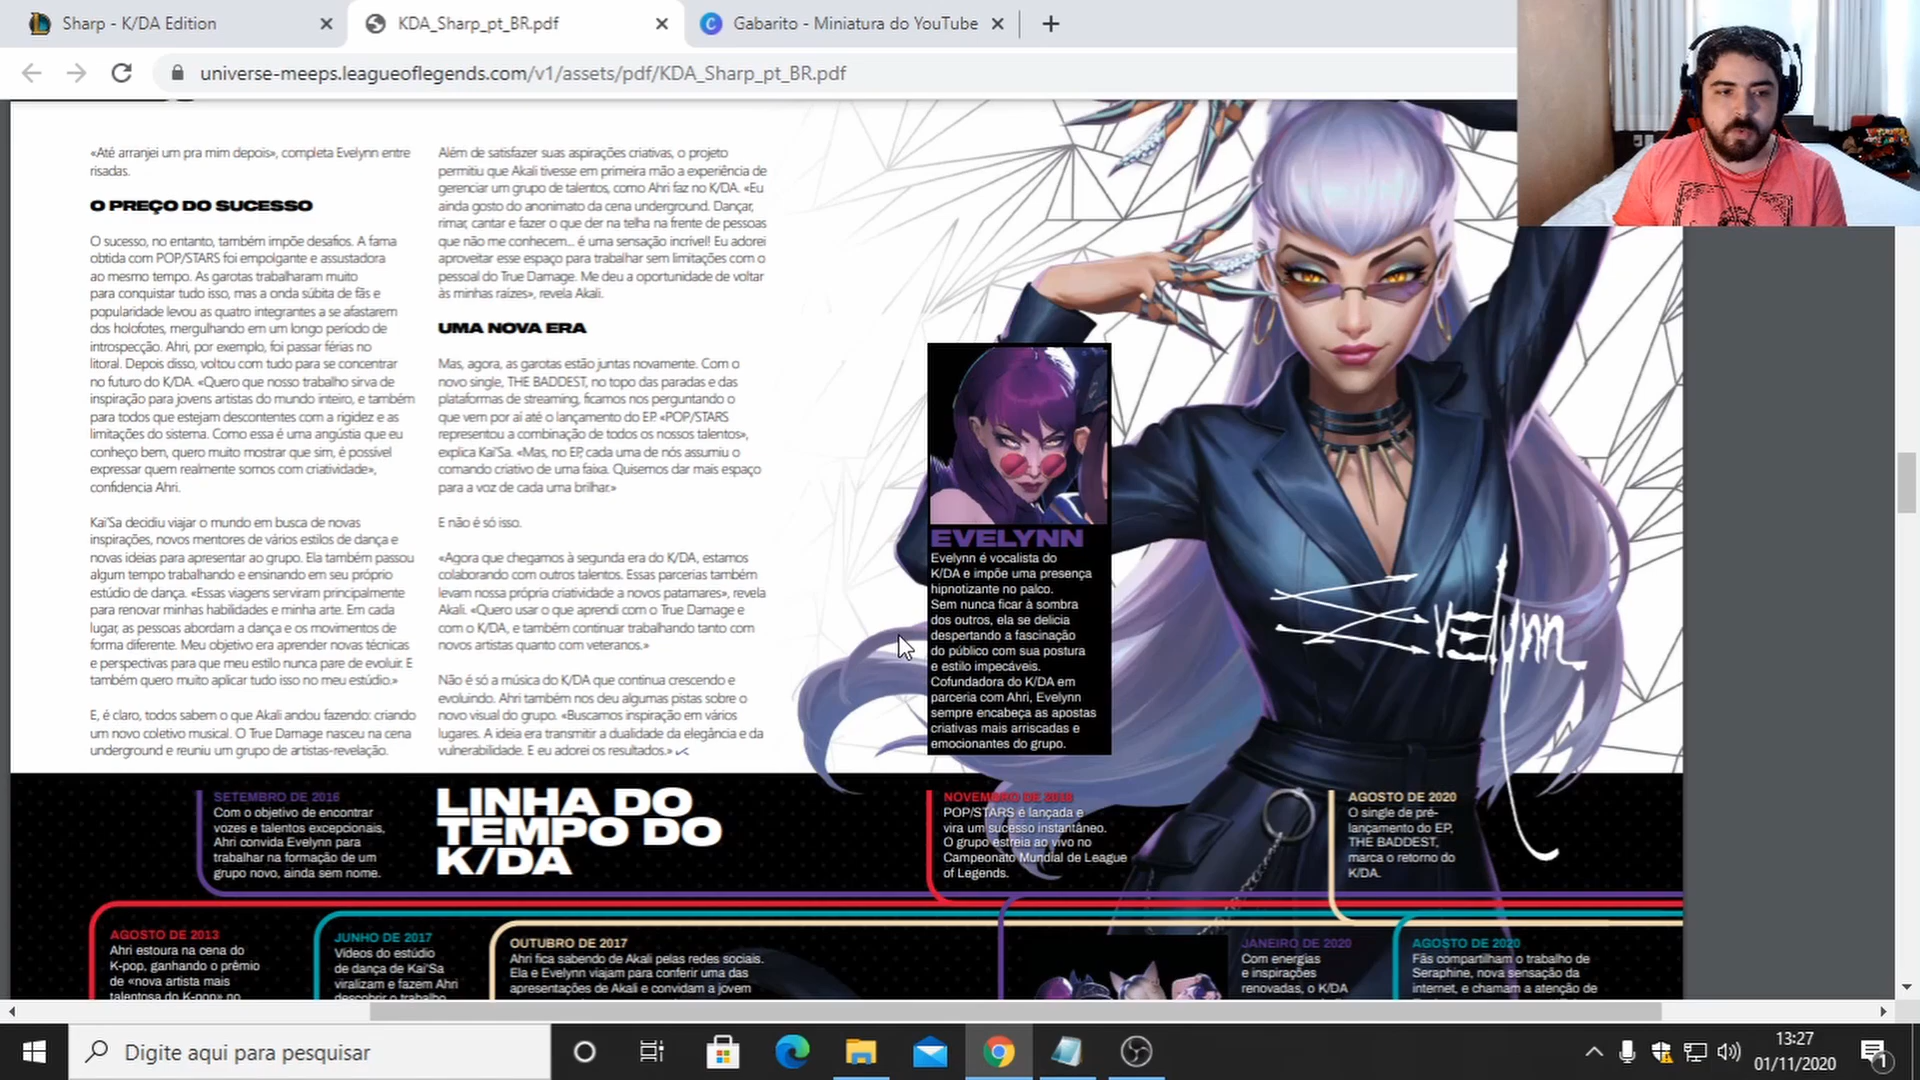 Sharp - K/DA Edition
KDA_Sharp_pt_BR.pdf
Gabarito - Miniatura do YouTube
universe-meeps.leagueoflegends.com/v1/assets/pdf/KDA_Sharp_pt_BR.pdf
«Até arranjei um pra mim depois», completa Evelynn entre
risadas.
O PREÇO DO SUCESSO
O sucesso, no entanto, também impõe desafios. A fama
obtida com POP/STARS foi empolgante e assustadora
ao mesmo tempo. As garotas trabalharam muito
para conquistar tudo isso, mas a onda súbita de fãs e
popularidade levou as quatro integrantes a se afastarem
dos holofotes, mergulhando em um longo período de
introspecção. Ahri, por exemplo, foi passar férias no
litoral. Depois disso, voltou com tudo para se concentrar
no futuro do K/DA. «Quero que nosso trabalho sirva de
inspiração para jovens artistas do mundo inteiro, e também
para todos que estejam descontentes com a rigidez e as
limitações do sistema. Como essa é uma angústia que eu
conheço bem, quero muito mostrar que sim, é possível
expressar quem realmente somos com criatividade»,
confidencia Ahri.
Kai'Sa decidiu viajar o mundo em busca de novas
inspirações, novos mentores de vários estilos de dança e
novas ideias para apresentar ao grupo. Ela também passou
algum tempo trabalhando e ensinando em seu próprio
estúdio de dança. «Essas viagens serviram principalmente
para renovar minhas habilidades e minha arte. Em cada
lugar, as pessoas abordam a dança e os movimentos de
forma diferente. Meu objetivo era aprender novas técnicas
e perspectivas para que meu estilo nunca pare de evoluir. E
também quero muito aplicar tudo isso no meu estúdio.»
E, é claro, todos sabem o que Akali andou fazendo: criando
um novo coletivo musical. O True Damage nasceu na cena
underground e reuniu um grupo de artistas-revelação.
Além de satisfazer suas aspirações criativas, o projeto
permitiu que Akali tivesse em primeira mão a experiência de
gerenciar um grupo de talentos, como Ahri faz no K/DA. «Eu
ainda gosto do anonimato da cena underground. Dançar,
rimar, cantar e fazer o que der na telha na frente de pessoas
que não me conhecem... é uma sensação incrível! Eu adorei
aproveitar esse espaço para trabalhar sem limitações com o
pessoal do True Damage. Me deu a oportunidade de voltar
às minhas raízes», revela Akali.
UMA NOVA ERA
Mas, agora, as garotas estão juntas novamente. Com o
novo single, THE BADDEST, no topo das paradas e das
plataformas de streaming, ficamos nos perguntando o
que vem por aí até o lançamento do EP. «POP/STARS
representou a combinação de todos os nossos talentos»,
explica Kai'Sa. «Mas, no EP, cada uma de nós assumiu o
comando criativo de uma faixa. Quisemos dar mais espaço
para a voz de cada uma brilhar.»
E não é só isso.
«Agora que chegamos à segunda era do K/DA, estamos
colaborando com outros talentos. Essas parcerias também
levam nossa própria criatividade a novos patamares», revela
Akali. «Quero usar o que aprendi com o True Damage e
com o K/DA, e também continuar trabalhando tanto com
novos artistas quanto com veteranos.»
Não é só a música do K/DA que continua crescendo e
evoluindo. Ahri também nos deu algumas pistas sobre o
novo visual do grupo. «Buscamos inspiração em vários
lugares. A ideia era transmitir a dualidade da elegância e da
vulnerabilidade. E eu adorei os resultados.»
EVELYNN
Evelynn é vocalista do
K/DA e impõe uma presença
hipnotizante no palco.
Sem nunca ficar à sombra
dos outros, ela se delicia
despertando a fascinação
do público com sua postura
e estilo impecáveis.
Cofundadora do K/DA em
parceria com Ahri, Evelynn
sempre encabeça as apostas
criativas mais arriscadas e
emocionantes do grupo.
Evelynn
SETEMBRO DE 2016
Com o objetivo de encontrar
vozes e talentos excepcionais,
Ahri convida Evelynn para
trabalhar na formação de um
grupo novo, ainda sem nome.
LINHA DO
TEMPO DO
K/DA
NOVEMBRO DE 2018
POP/STARS é lançada e
vira um sucesso instantâneo.
O grupo estreia ao vivo no
Campeonato Mundial de League
of Legends.
AGOSTO DE 2020
O single de pré-
lançamento do EP,
THE BADDEST,
marca o retorno do
K/DA.
AGOSTO DE 2013
Ahri estoura na cena do
K-pop, ganhando o prêmio
de «nova artista mais
talentosa do K-pop» no
JUNHO DE 2017
Vídeos do estúdio
de dança de Kai'Sa
viralizam e fazem Ahri
descobrir o trabalho
OUTUBRO DE 2017
Ahri fica sabendo de Akali pelas redes sociais.
Ela e Evelynn viajam para conferir uma das
apresentações de Akali e convidam a jovem
JANEIRO DE 2020
Com energias
e inspirações
renovadas, o K/DA
AGOSTO DE 2020
Fãs compartilham o trabalho de
Seraphine, nova sensação da
internet, e chamam a atenção de
Digite aqui para pesquisar
13:27
01/11/2020
1